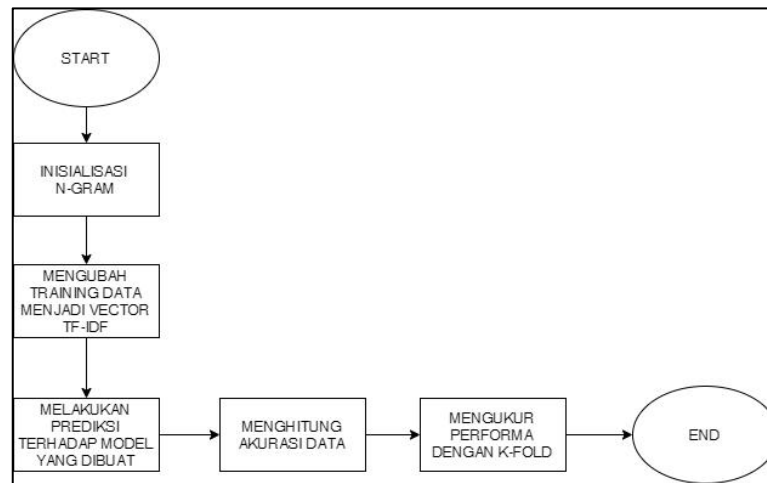 START
INISIALISASI
N-GRAM
MENGUBAH
TRAINING DATA
MENJADI VECTOR
TF-IDF
MELAKUKAN
PREDIKSI
TERHADAP MODEL
YANG DIBUAT
MENGHITUNG
AKURASI DATA
MENGUKUR
PERFORMA
DENGAN K-FOLD
END